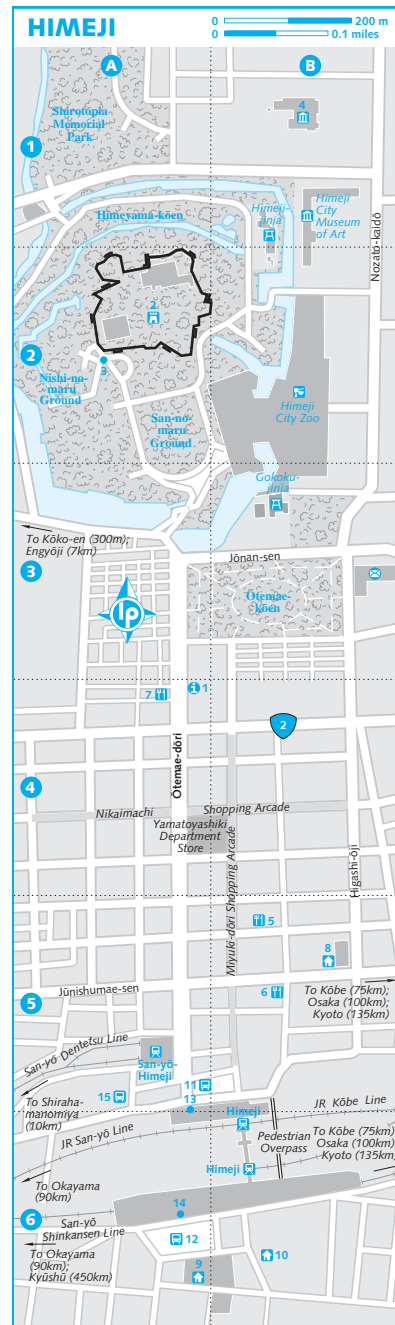 HIMEJI
0 200 m
0 0.1 miles
A
B
4
Shirotopia
Memorial
Park
1
Himeji
City
Museum
of Art
Himeji-
jinja
Himeyama-kōen
Nozato-kaidō
2
2
3
Nishi-no-
maru
Ground
San-no-
maru
Ground
Himeji
City Zoo
Gokoku-
jinja
To Kōko-en (300m);
Engyōji (7km)
3
Jōnan-sen
Ōtemae-
kōen
lp
7
1
2
Ōtemae-dōri
4
Nikaimachi
Shopping Arcade
Yamatoyashiki
Department
Store
Miyuki-dōri Shopping Arcade
Higashi-ōji
5
8
6
To Kōbe (75km);
Osaka (100km);
Kyoto (135km)
Jūnishumae-sen
5
San-yō Dentetsu Line
San-yō-
Himeji
11
15
13
To Shiraha-
manomiya
(10km)
Himeji
JR Kōbe Line
JR San-yō Line
Pedestrian
Overpass
To Kōbe (75km)
Osaka (100km)
Kyoto (135km)
Himeji
To Okayama
(90km)
14
6
San-yō
Shinkansen Line
12
To Okayama
(90km);
Kyūshū (450km)
9
10